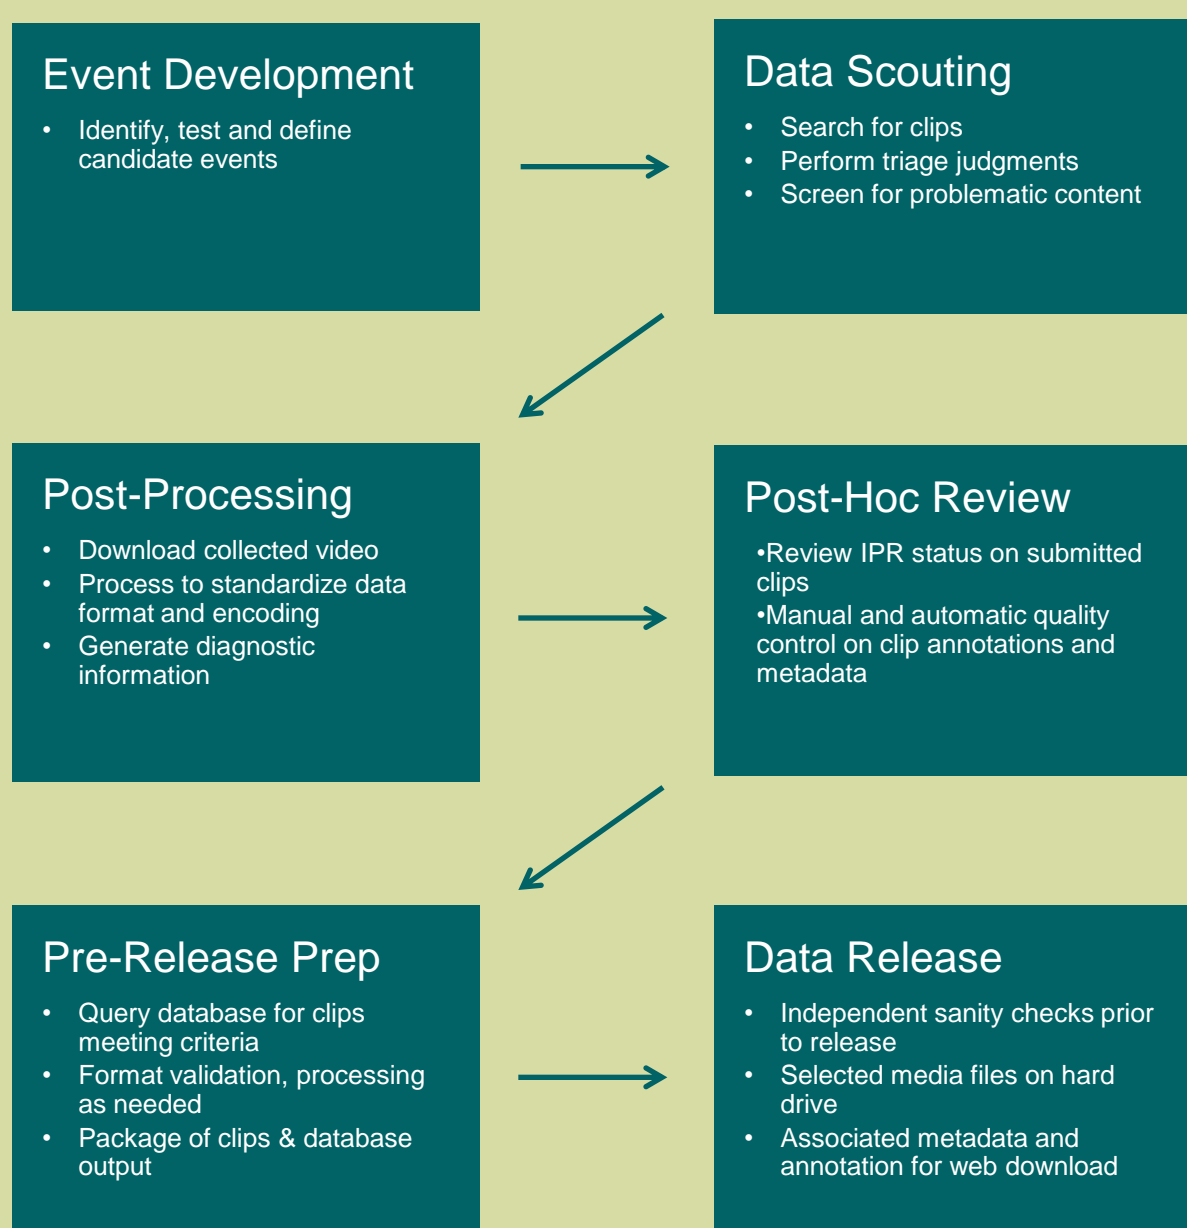 Event Development
• Identify, test and define
candidate events
Data Scouting
• Search for clips
• Perform triage judgments
• Screen for problematic content
Post-Processing
• Download collected video
• Process to standardize data
format and encoding
• Generate diagnostic
information
Post-Hoc Review
•Review IPR status on submitted
clips
•Manual and automatic quality
control on clip annotations and
metadata
Pre-Release Prep
• Query database for clips
meeting criteria
• Format validation, processing
as needed
• Package of clips & database
output
Data Release
• Independent sanity checks prior
to release
• Selected media files on hard
drive
• Associated metadata and
annotation for web download